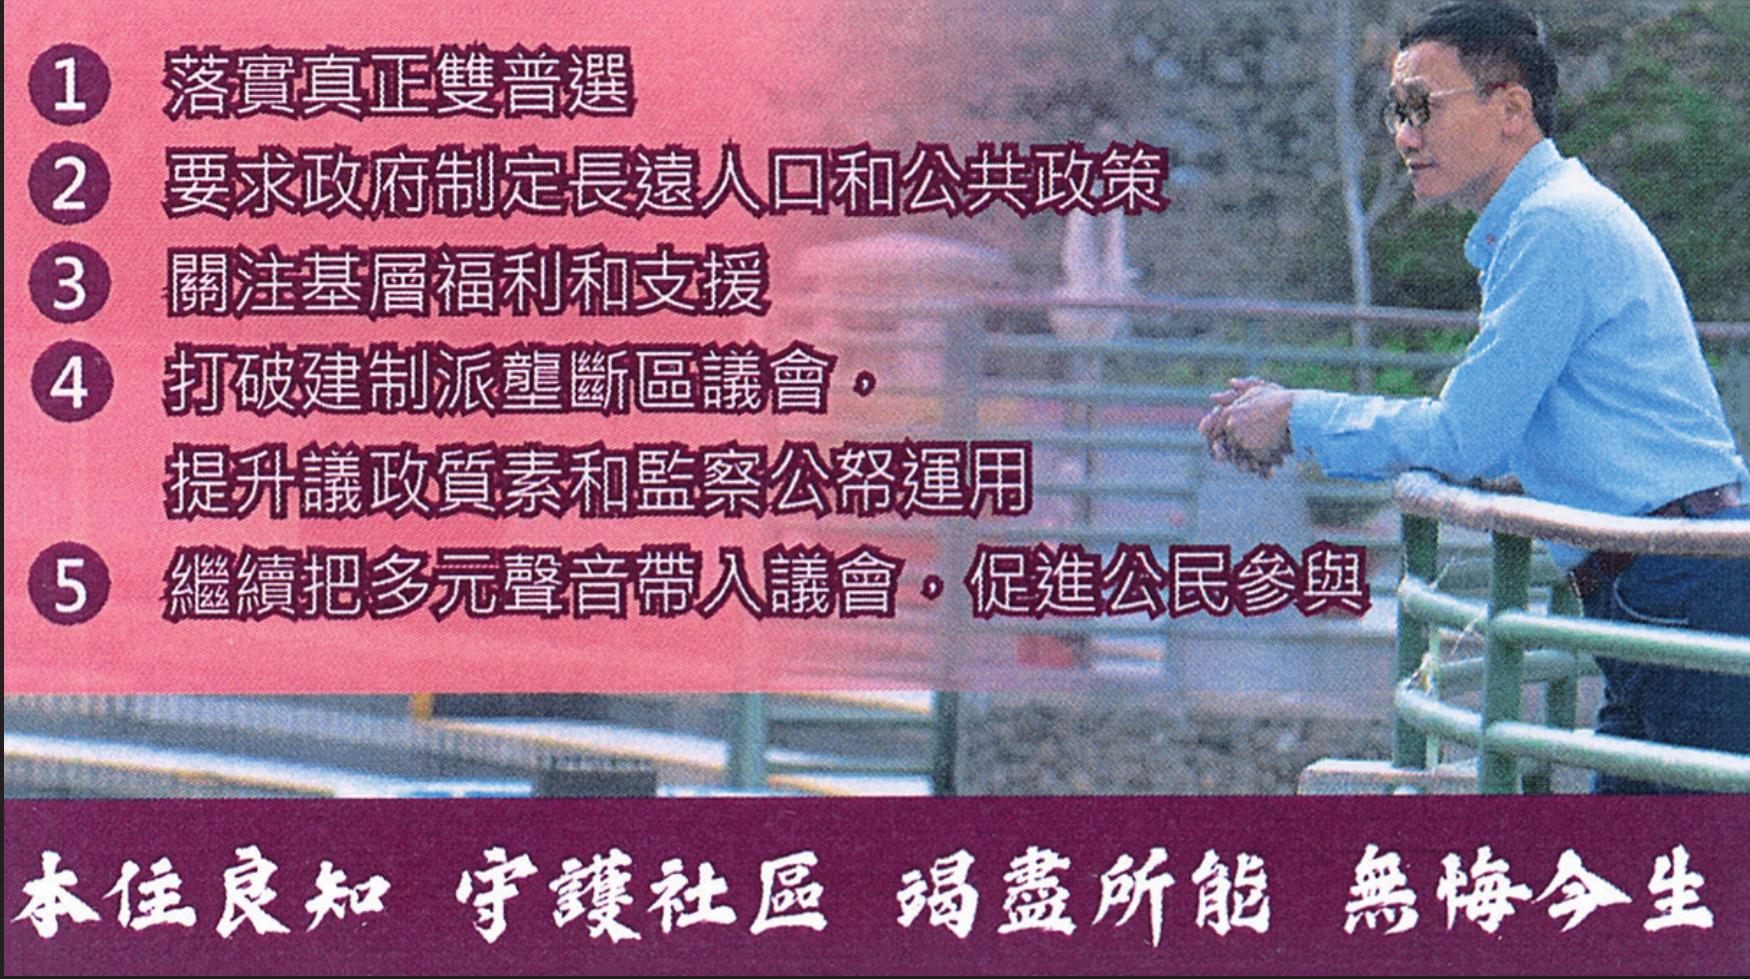 1 落實真正雙普選
2 要求政府制定長遠人口和公共政策
3 關注基層福利和支援
4 打破建制派壟斷區議會，
提升議政質素和監察公帑運用
5 繼續把多元聲音帶入議會，促進公民參與
本住良知 守護社區 竭盡所能 無悔今生